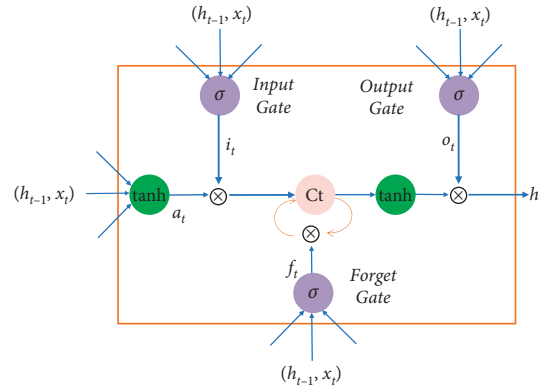 (h_{t–1}, x_t)
(h_{t–1}, x_t)
σ
Input
Gate
Output
Gate
σ
i_t
o_t
(h_{t–1}, x_t)
tanh
a_t
⊗
Ct
tanh
⊗
h
⊗
f_t
σ
Forget
Gate
(h_{t–1}, x_t)